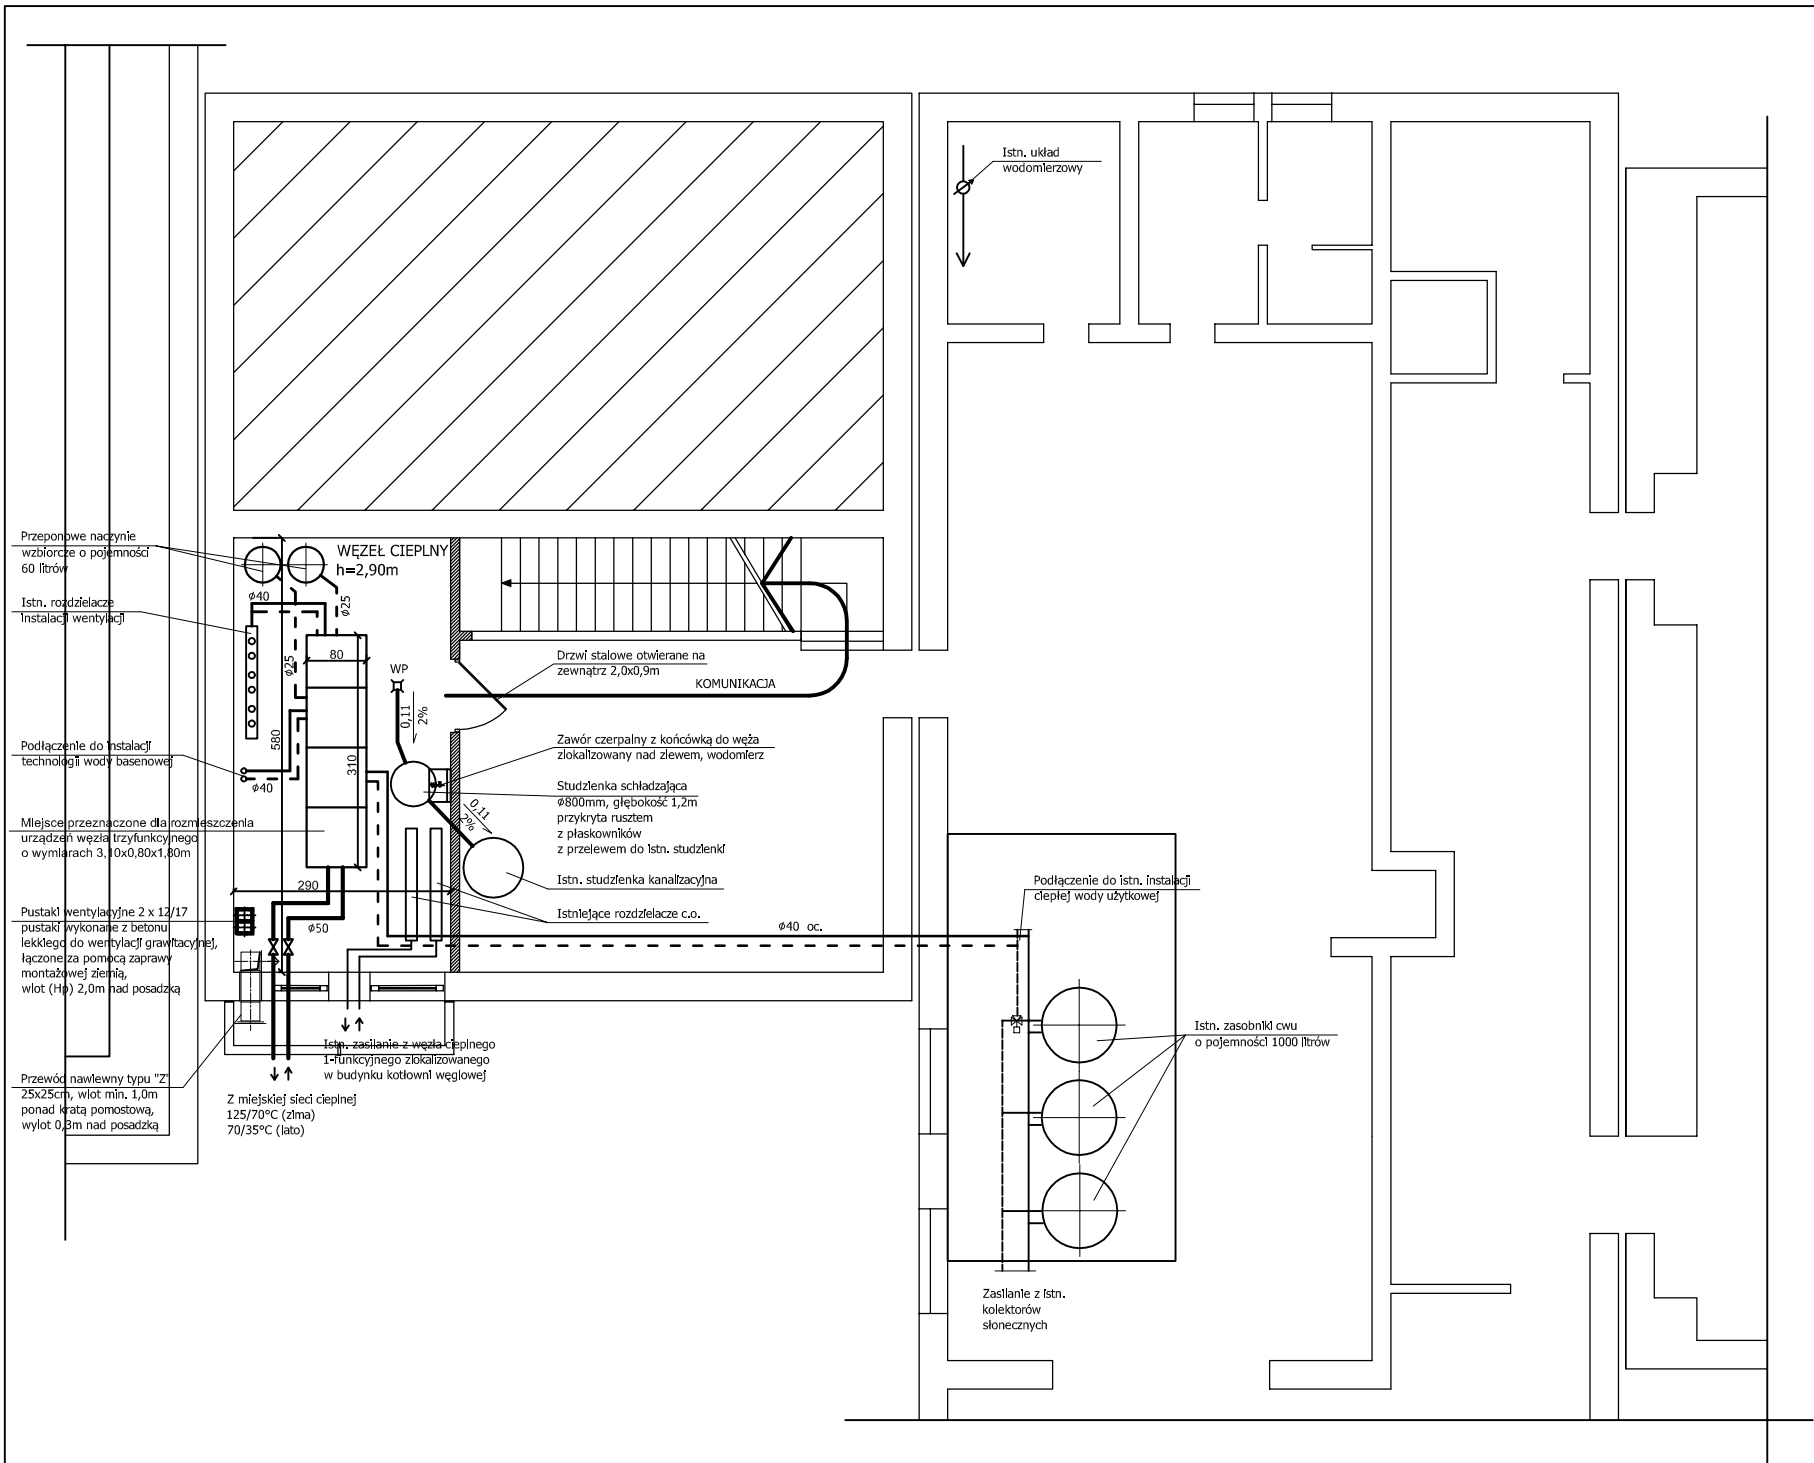 Istn. układ
wodomierzowy
Przeponowe naczynie
wzbiorcze o pojemności
60 litrów
WĘZEŁ CIEPLNY
h=2,90m
Istn. rozdzielacze
instalacji wentylacji
ø40
ø25
ø25
80
WP
0,11
2%
Drzwi stalowe otwierane na
zewnątrz 2,0x0,9m
KOMUNIKACJA
580
310
Podłączenie do instalacji
technologii wody basenowej
ø40
Zawór czerpalny z końcówką do węża
zlokalizowany nad zlewem, wodomierz
Studzienka schładzająca
ø800mm, głębokość 1,2m
przykryta rusztem
z płaskowników
z przelewem do istn. studzienki
0,11
2%
Miejsce przeznaczone dla rozmieszczenia
urządzeń węzła trzyfunkcyjnego
o wymiarach 3,10x0,80x1,80m
290
Istn. studzienka kanalizacyjna
Istniejące rozdzielacze c.o.
Podłączenie do istn. instalacji
ciepłej wody użytkowej
Pustaki wentylacyjne 2 x 12/17
pustaki wykonane z betonu
lekkiego do wentylacji grawitacyjnej,
łączone za pomocą zaprawy
montażowej ziemią,
wlot (Hp) 2,0m nad posadzką
ø50
ø40 oc.
Istn. zasobniki cwu
o pojemności 1000 litrów
Istn. zasilanie z węzła cieplnego
1-funkcyjnego zlokalizowanego
w budynku kotłowni węglowej
Przewód nawiewny typu "Z"
25x25cm, wlot min. 1,0m
ponad kratą pomostową,
wylot 0,3m nad posadzką
Z miejskiej sieci cieplnej
125/70°C (zima)
70/35°C (lato)
Zasilanie z istn.
kolektorów
słonecznych